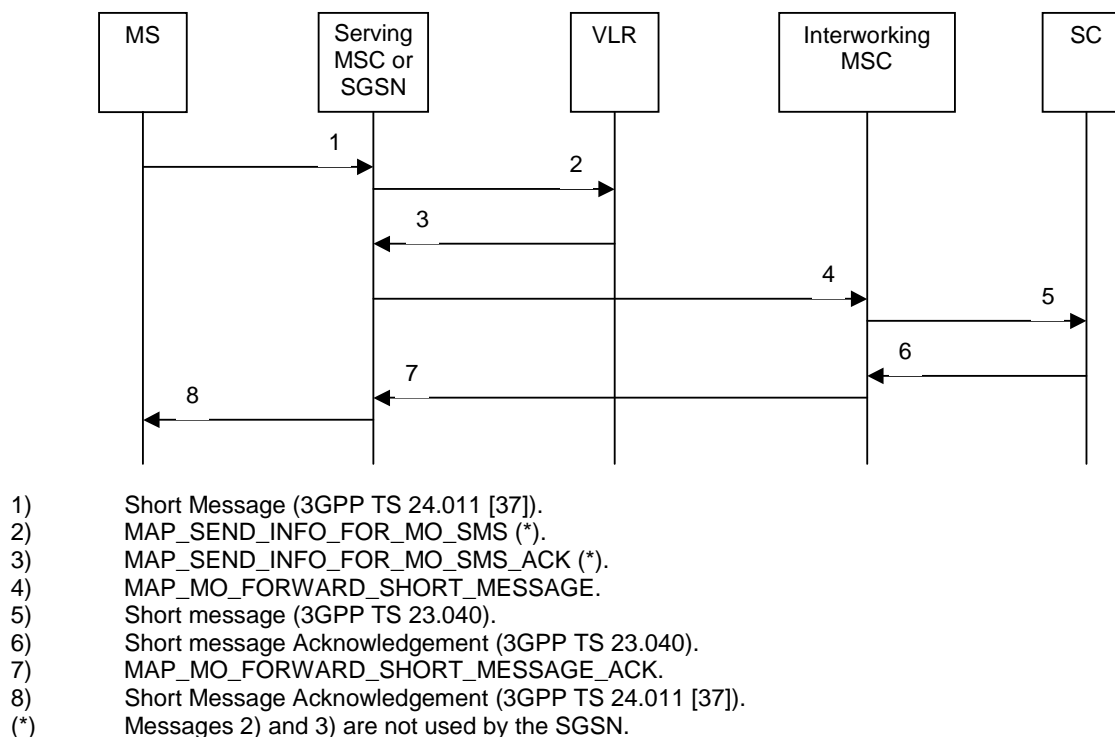 MS
Serving
MSC or
SGSN
VLR
Interworking
MSC
SC
1
2
3
4
5
6
7
8
1) Short Message (3GPP TS 24.011 [37]).
2) MAP_SEND_INFO_FOR_MO_SMS (*).
3) MAP_SEND_INFO_FOR_MO_SMS_ACK (*).
4) MAP_MO_FORWARD_SHORT_MESSAGE.
5) Short message (3GPP TS 23.040).
6) Short message Acknowledgement (3GPP TS 23.040).
7) MAP_MO_FORWARD_SHORT_MESSAGE_ACK.
8) Short Message Acknowledgement (3GPP TS 24.011 [37]).
(*) Messages 2) and 3) are not used by the SGSN.